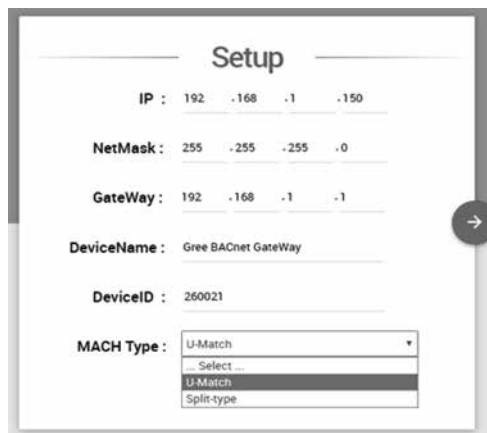 Setup
IP : 192 .168 .1 .150
NetMask : 255 .255 .255 .0
GateWay : 192 .168 .1 .1
DeviceName : Gree BACnet GateWay
DeviceID : 260021
MACH Type : U-Match
... Select ...
U-Match
Split-type